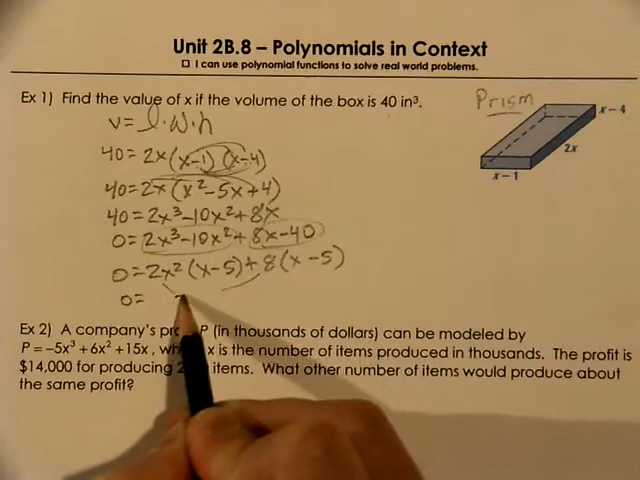 Unit 2B.8 – Polynomials in Context
☐ I can use polynomial functions to solve real world problems.
Ex 1) Find the value of x if the volume of the box is 40 in³.
Prism
x – 4
2x
x – 1
V = l · w · h
40 = 2x (x-1) (x-4)
40 = 2x (x² - 5x + 4)
40 = 2x³ - 10x² + 8x
0 = 2x³ - 10x² + 8x - 40
0 = 2x² (x - 5) + 8 (x - 5)
0 =
Ex 2) A company's P (in thousands of dollars) can be modeled by
P = –5x³ + 6x² + 15x, x is the number of items produced in thousands. The profit is
$14,000 for producing items. What other number of items would produce about
the same profit?